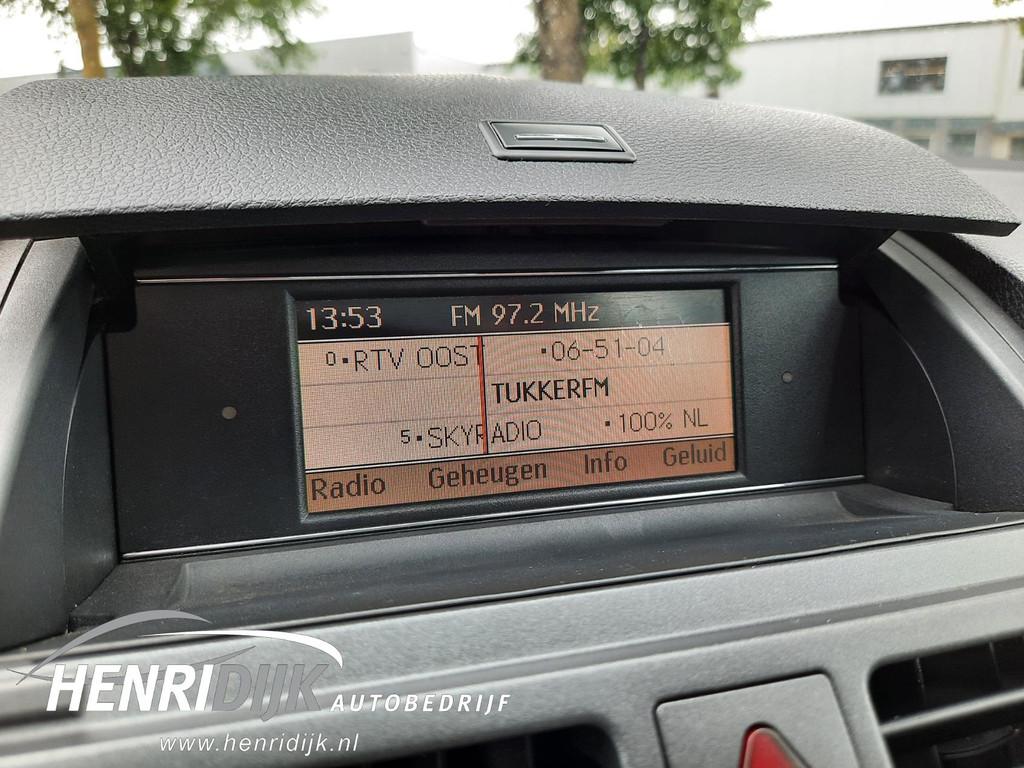 13:53 FM 97.2 MHz
0•RTV OOST •06-51-04
TUKKERFM
5•SKYRADIO •100% NL
Radio Geheugen Info Geluid
HENRIDIJK
AUTOBEDRIJF
www.henridijk.nl